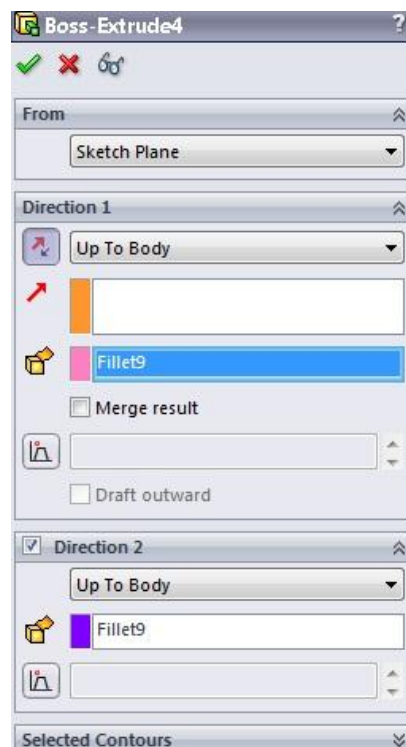 Boss-Extrude4 ?
From
Sketch Plane
Direction 1
Up To Body
Fillet9
Merge result
Draft outward
Direction 2
Up To Body
Fillet9
Selected Contours